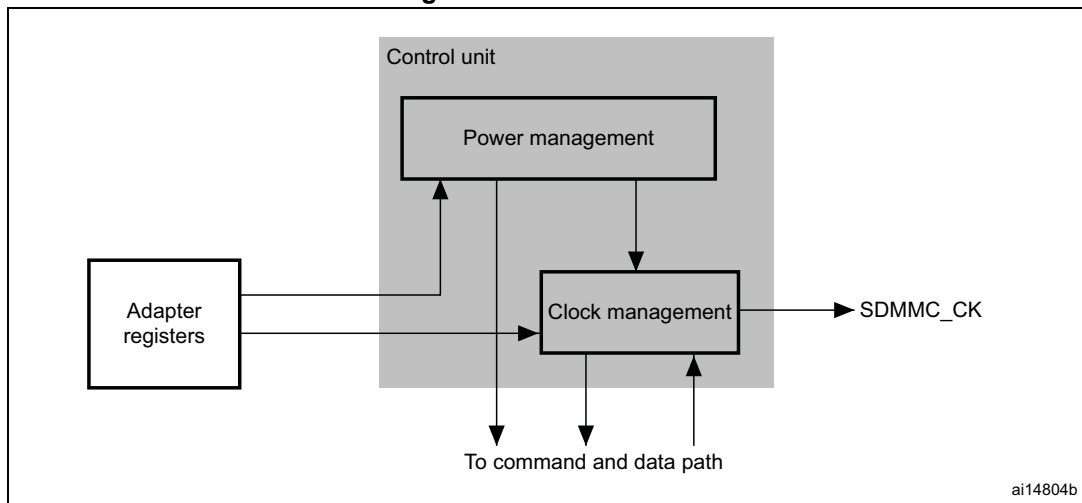 Control unit
Power management
Adapter
registers
Clock management
SDMMC_CK
To command and data path
ai14804b